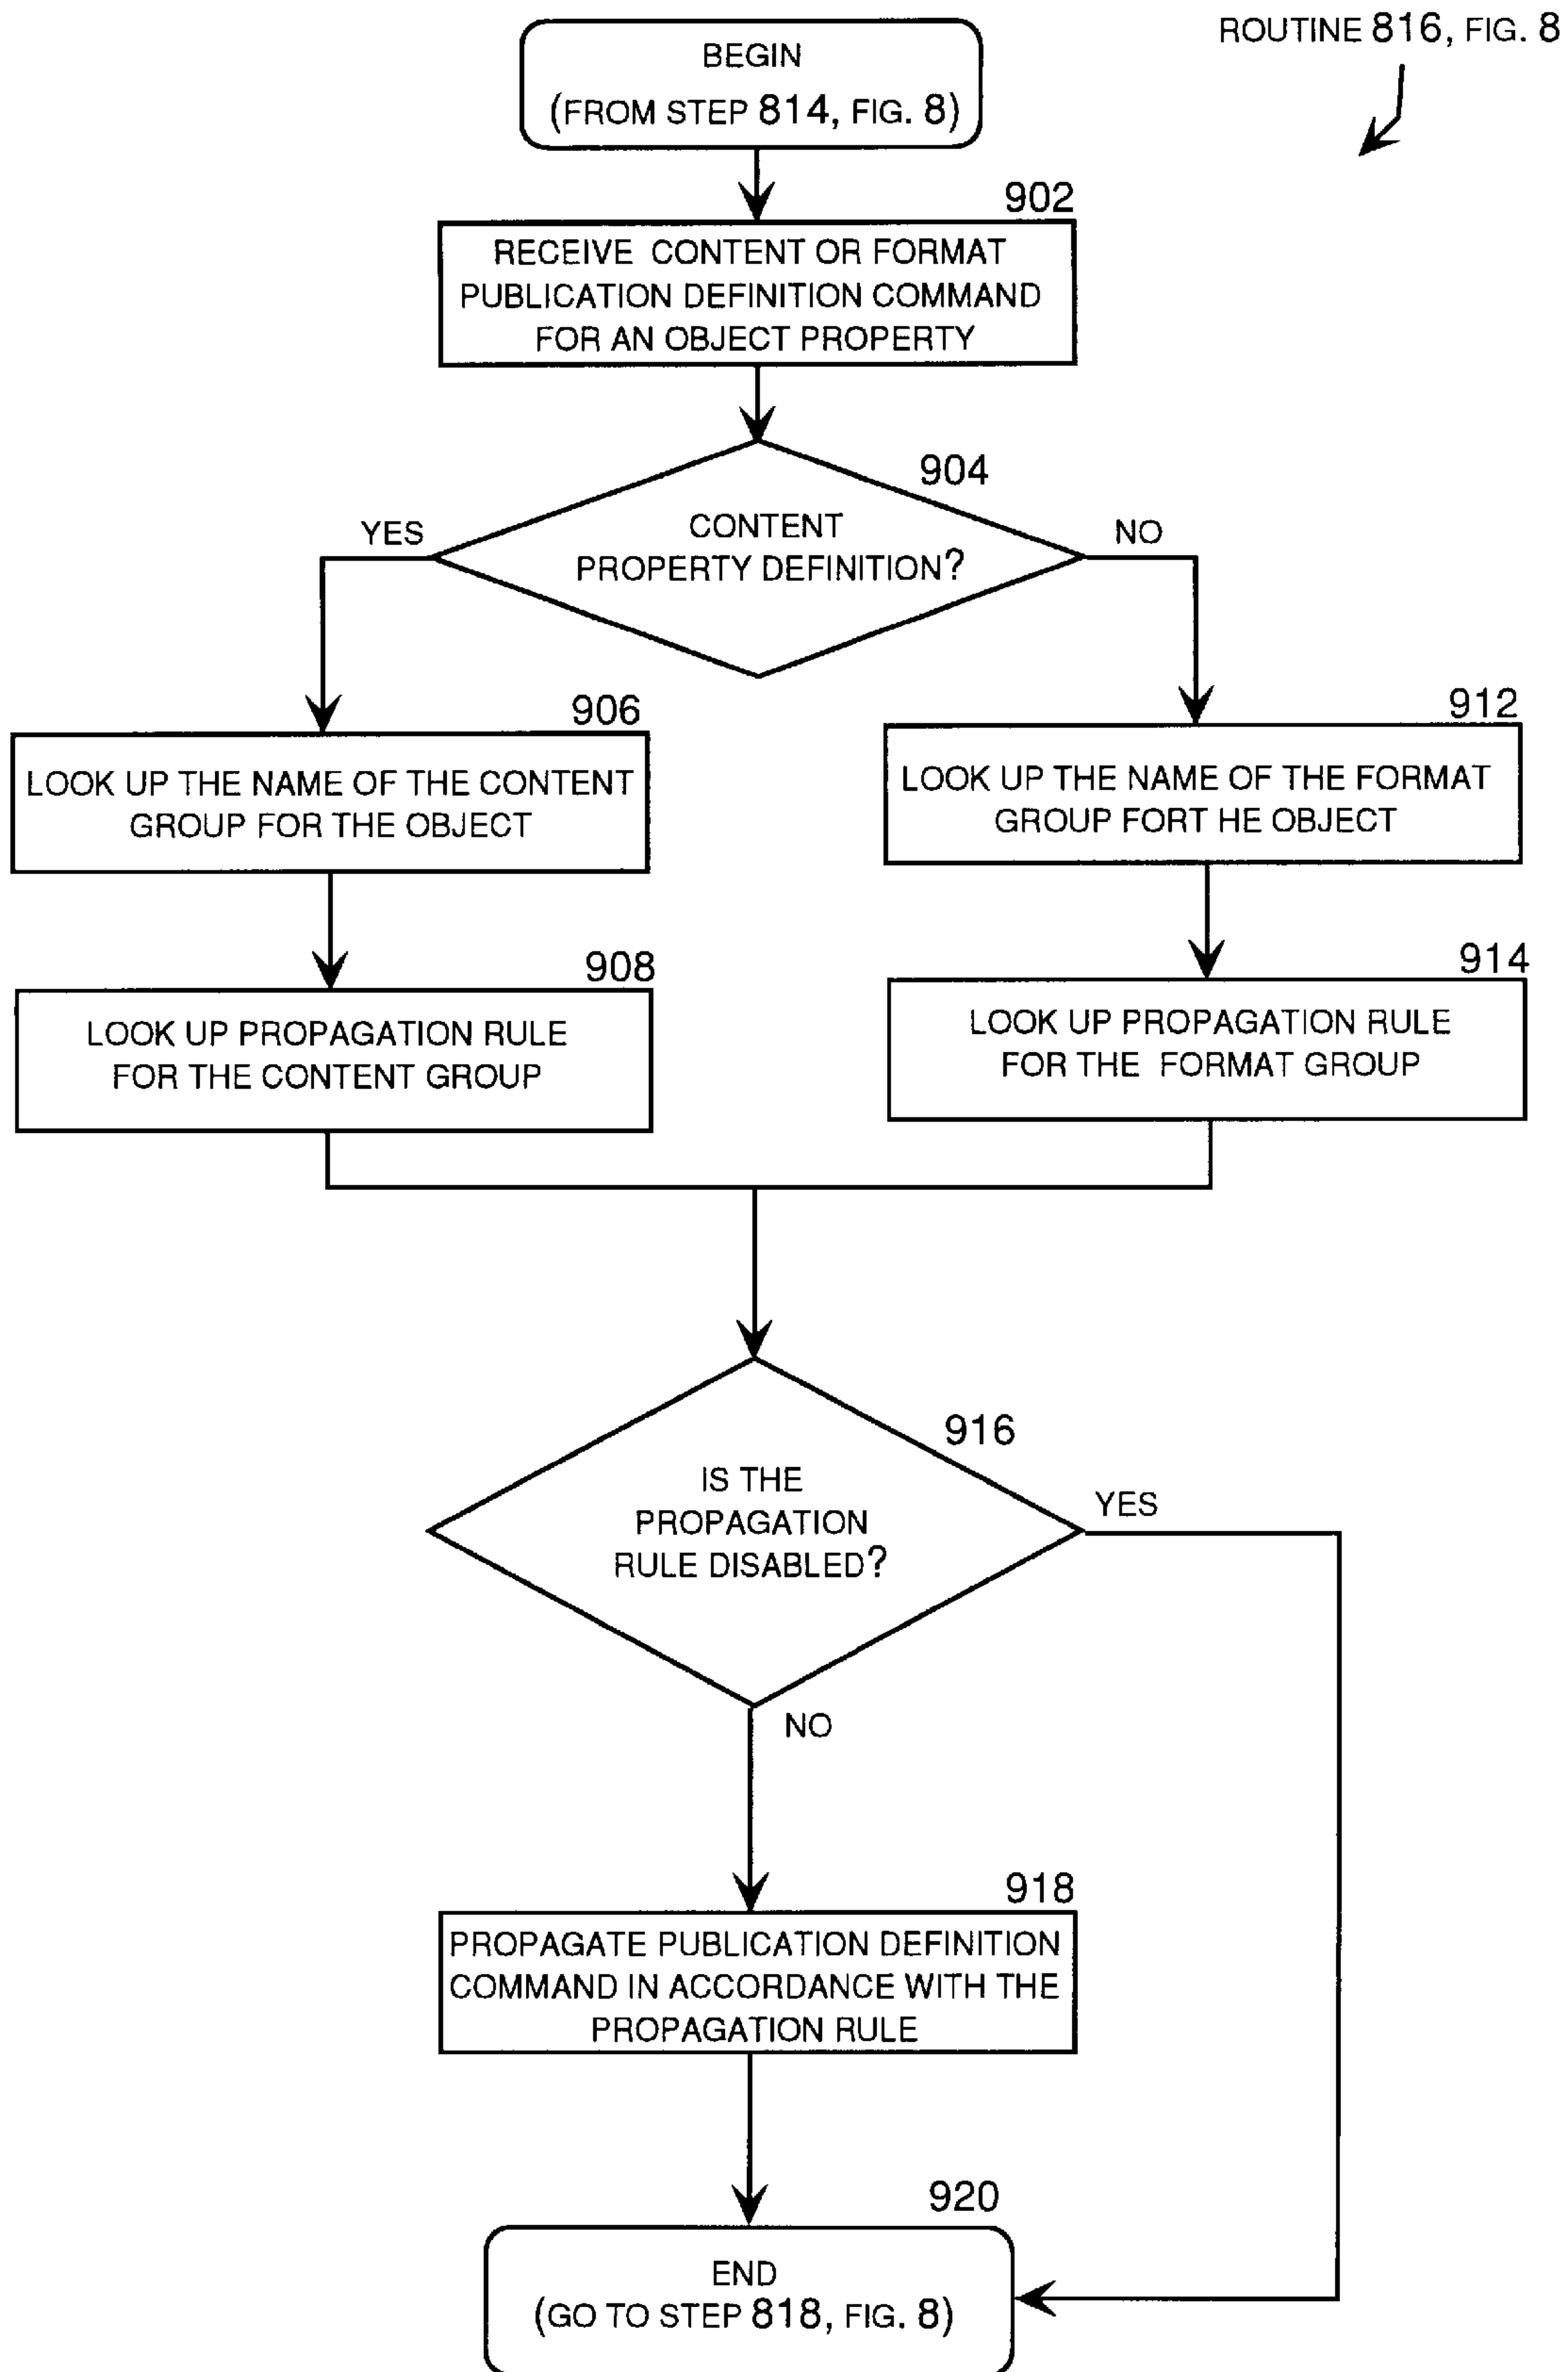 ROUTINE 816, FIG. 8
BEGIN
(FROM STEP 814, FIG. 8)
902
RECEIVE CONTENT OR FORMAT
PUBLICATION DEFINITION COMMAND
FOR AN OBJECT PROPERTY
904
CONTENT
PROPERTY DEFINITION?
YES
NO
906
LOOK UP THE NAME OF THE CONTENT
GROUP FOR THE OBJECT
912
LOOK UP THE NAME OF THE FORMAT
GROUP FORT HE OBJECT
908
LOOK UP PROPAGATION RULE
FOR THE CONTENT GROUP
914
LOOK UP PROPAGATION RULE
FOR THE FORMAT GROUP
916
IS THE
PROPAGATION
RULE DISABLED?
YES
NO
918
PROPAGATE PUBLICATION DEFINITION
COMMAND IN ACCORDANCE WITH THE
PROPAGATION RULE
920
END
(GO TO STEP 818, FIG. 8)